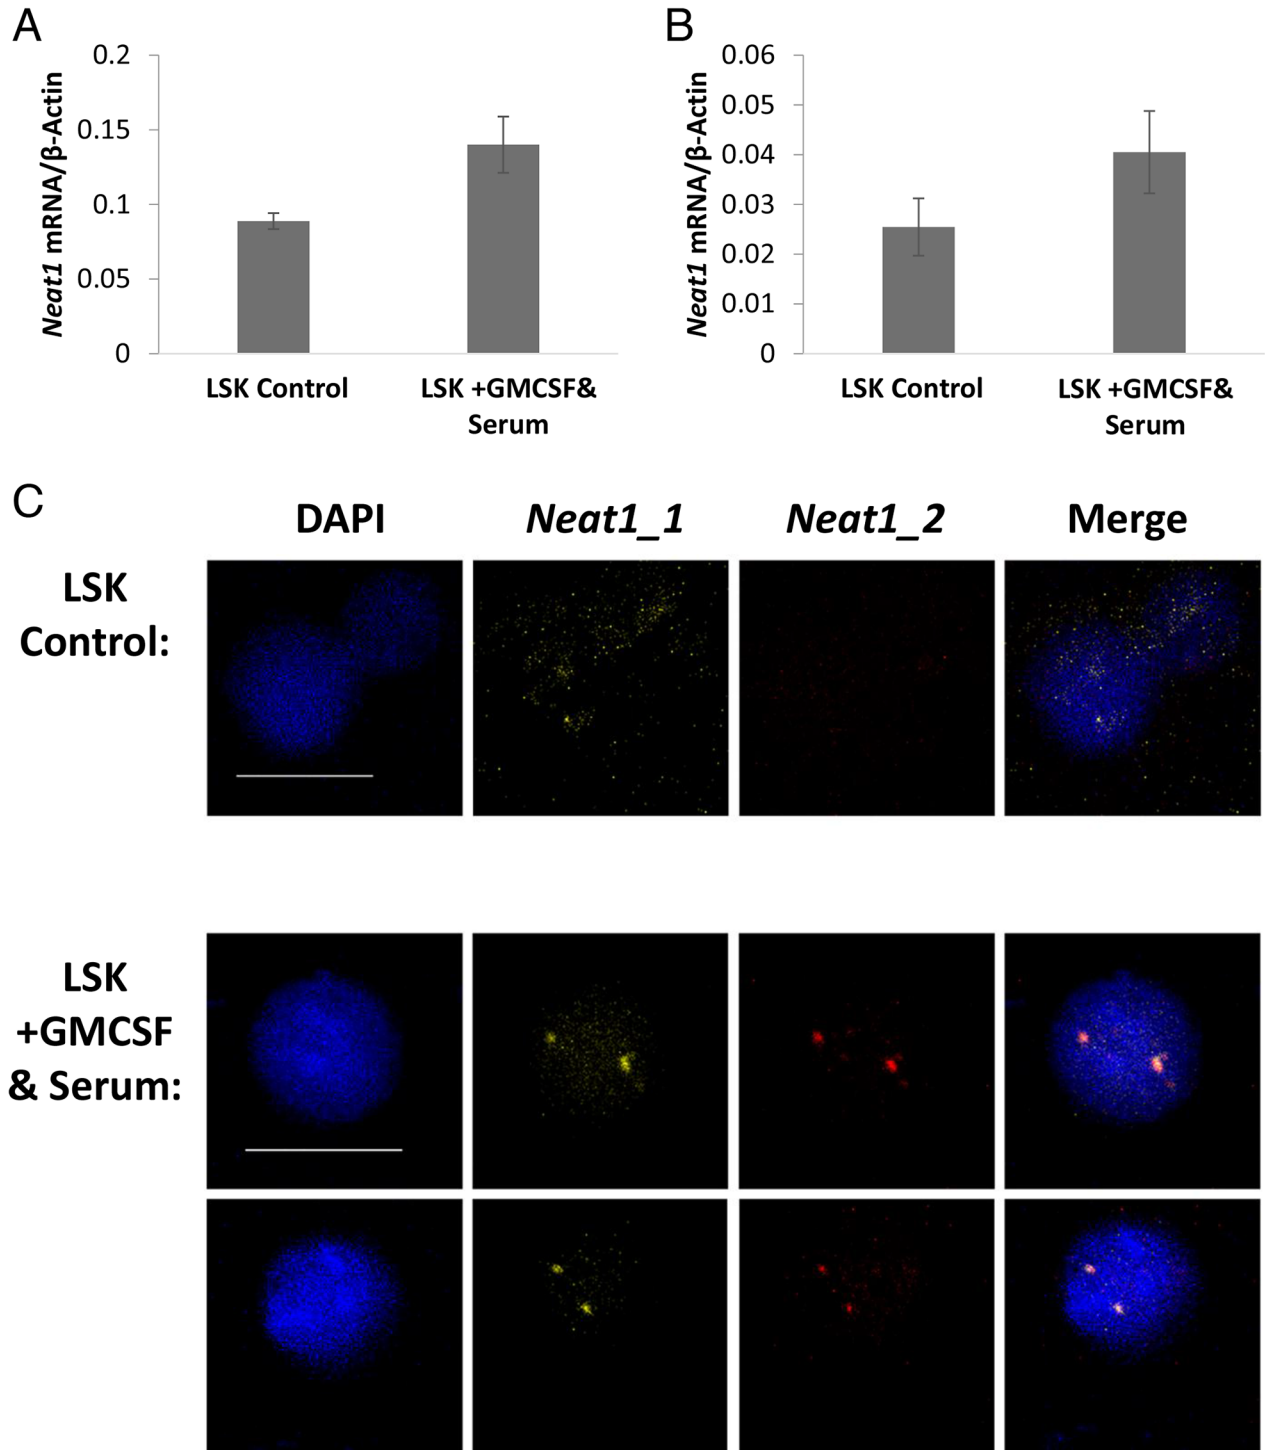 A
Neat1 mRNA/β-Actin
0.2
0.15
0.1
0.05
0
LSK Control
LSK +GMCSF&
Serum
B
Neat1 mRNA/β-Actin
0.06
0.05
0.04
0.03
0.02
0.01
0
LSK Control
LSK +GMCSF&
Serum
C
DAPI Neat1_1 Neat1_2 Merge
LSK
Control:
LSK
+GMCSF
& Serum: